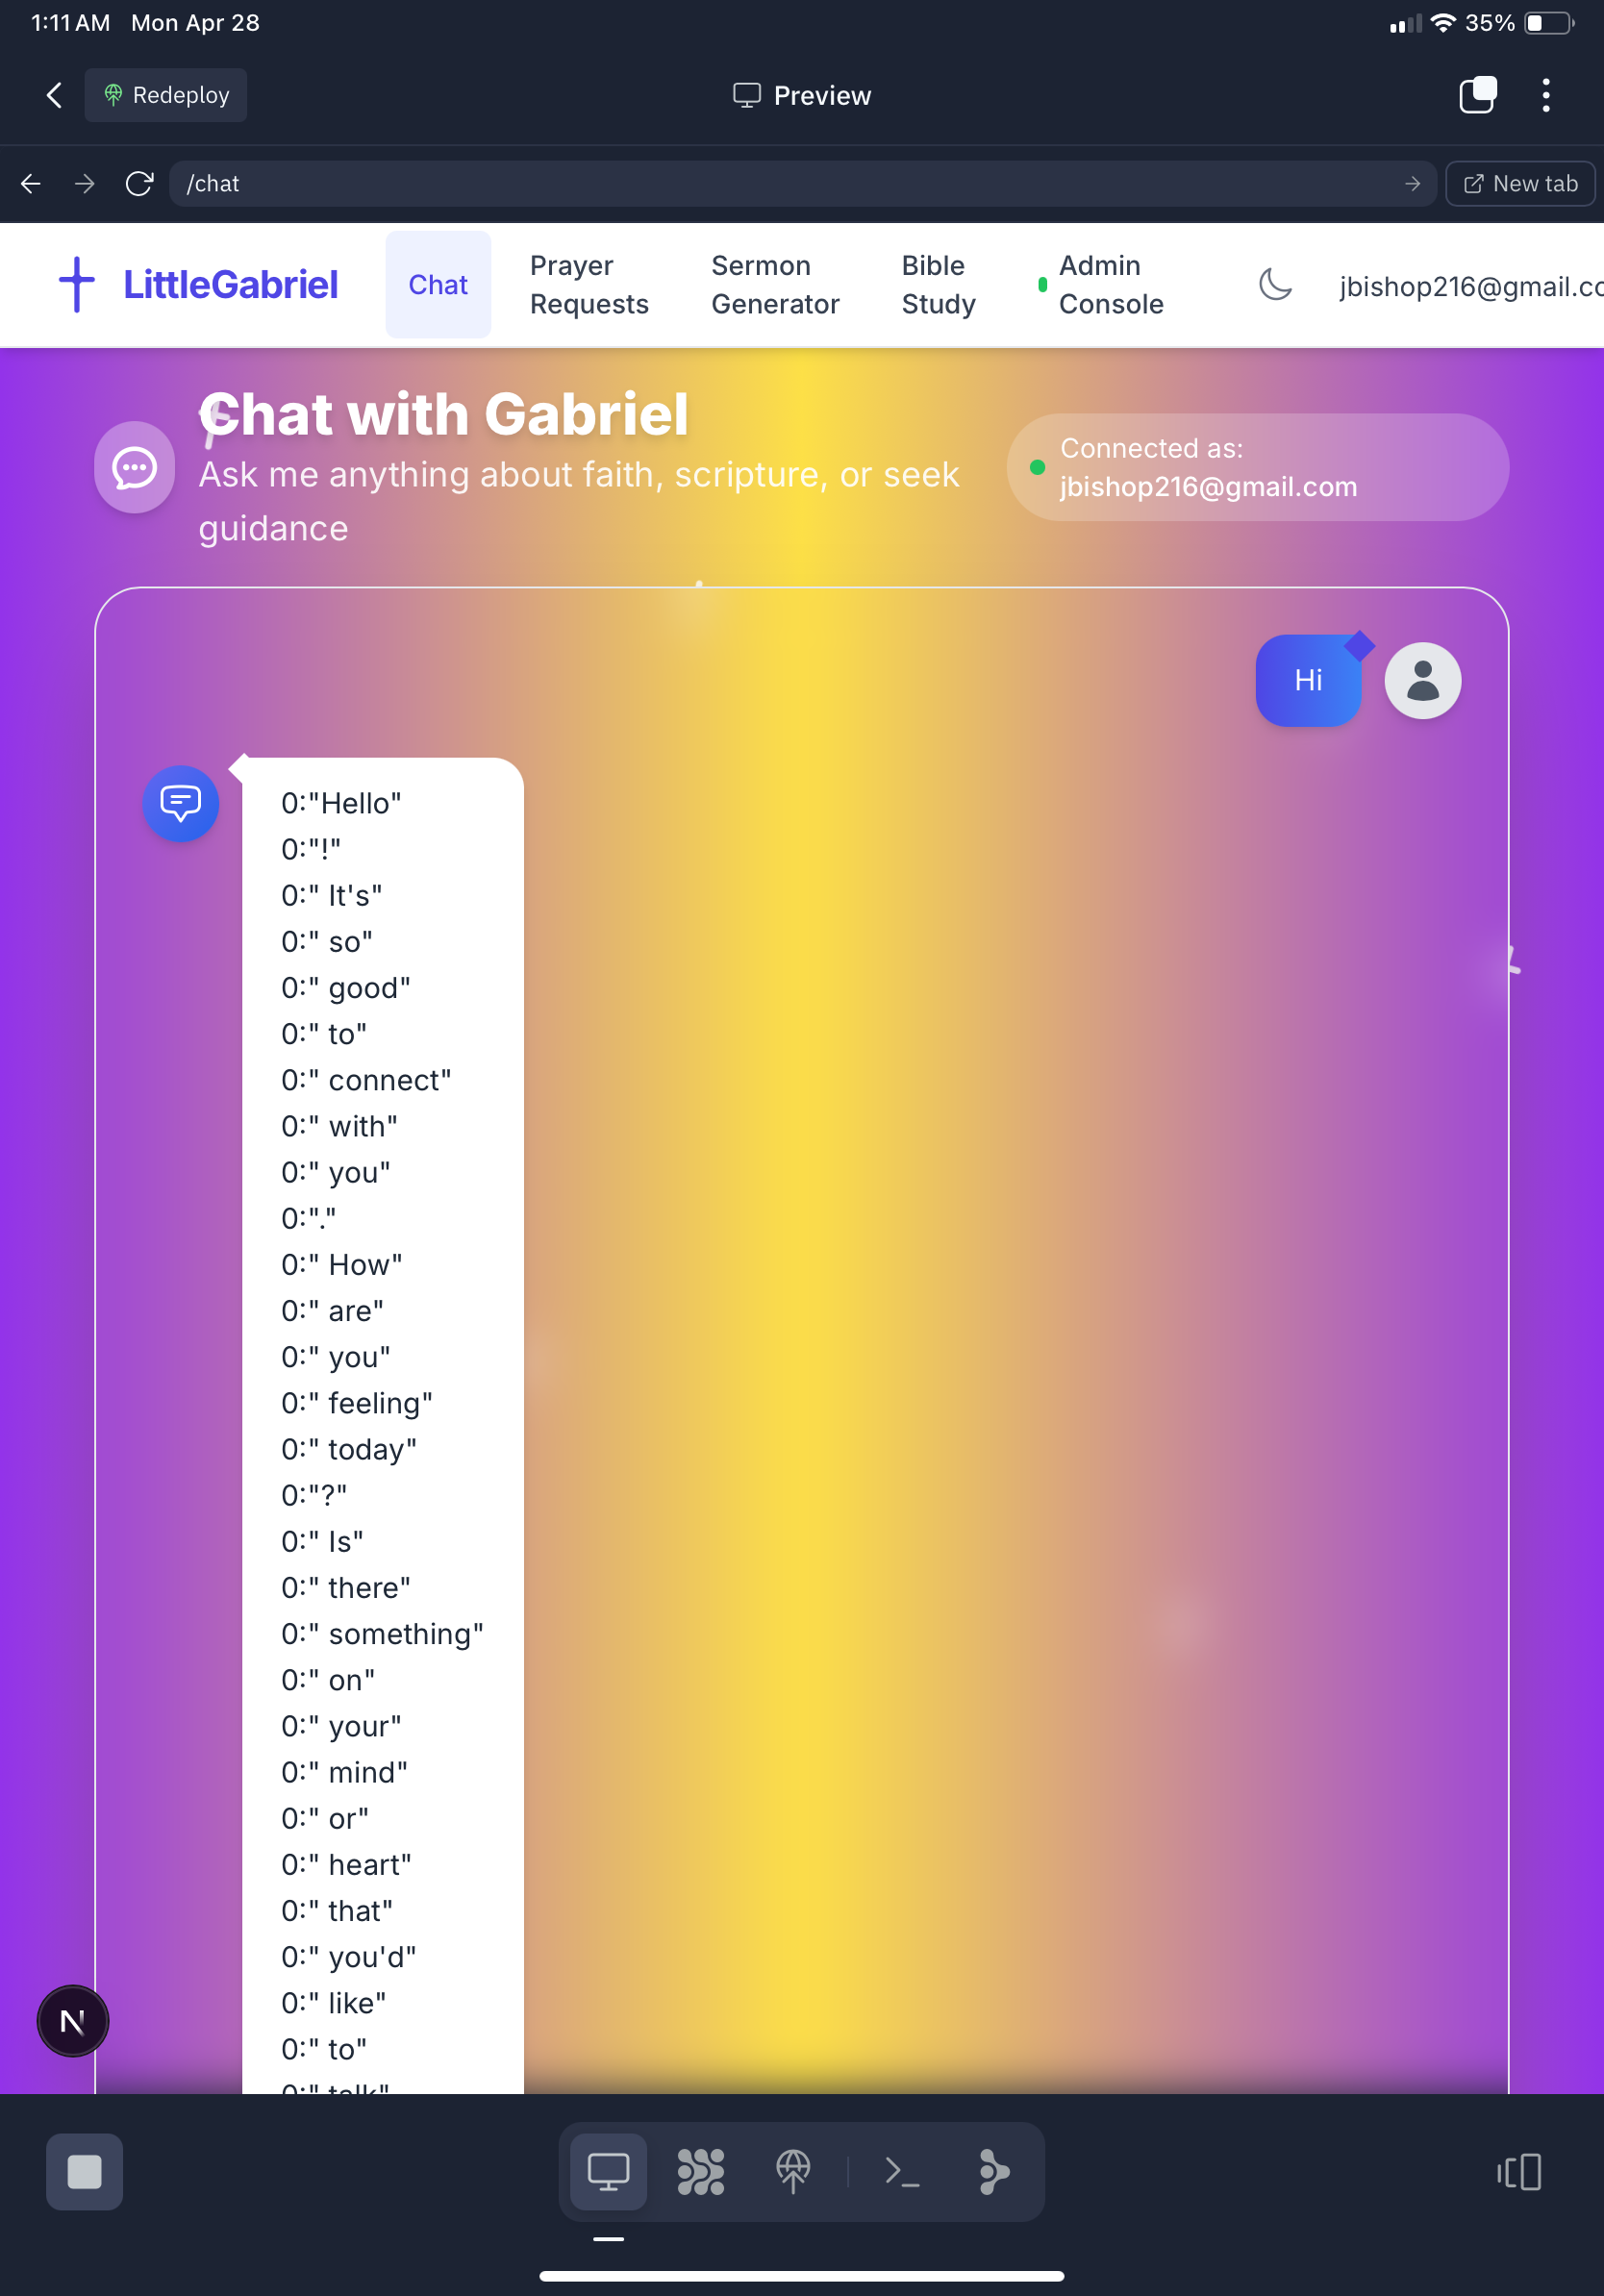 1:11 AM Mon Apr 28
35%
Redeploy
Preview
/chat
New tab
LittleGabriel
Chat
Prayer
Requests
Sermon
Generator
Bible
Study
Admin
Console
jbishop216@gmail.co
Chat with Gabriel
Ask me anything about faith, scripture, or seek
guidance
Connected as:
jbishop216@gmail.com
Hi
0:"Hello"
0:"!"
0:" It's"
0:" so"
0:" good"
0:" to"
0:" connect"
0:" with"
0:" you"
0:"."
0:" How"
0:" are"
0:" you"
0:" feeling"
0:" today"
0:"?"
0:" Is"
0:" there"
0:" something"
0:" on"
0:" your"
0:" mind"
0:" or"
0:" heart"
0:" that"
0:" you'd"
0:" like"
0:" to"
0:" talk"
N